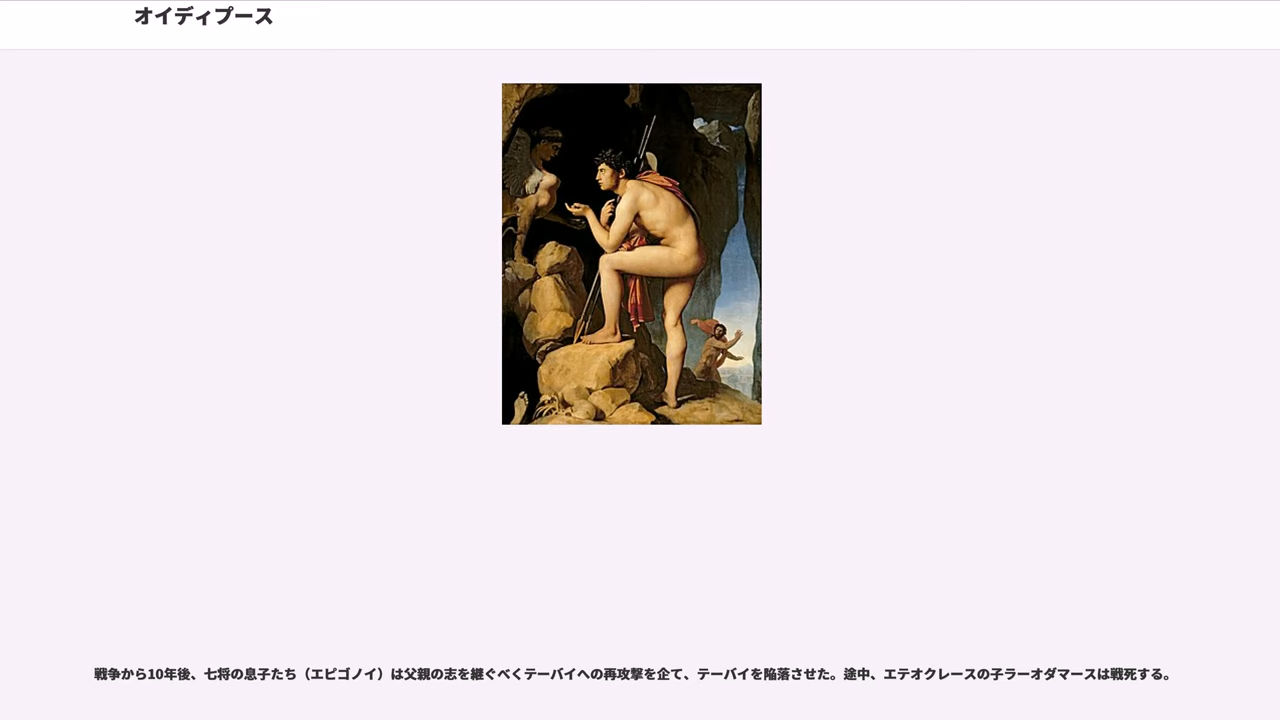 オイディプース
戦争から10年後、七将の息子たち（エピゴノイ）は父親の志を継ぐべくテーバイへの再攻撃を企て、テーバイを陥落させた。途中、エテオクレースの子ラーオダマースは戦死する。